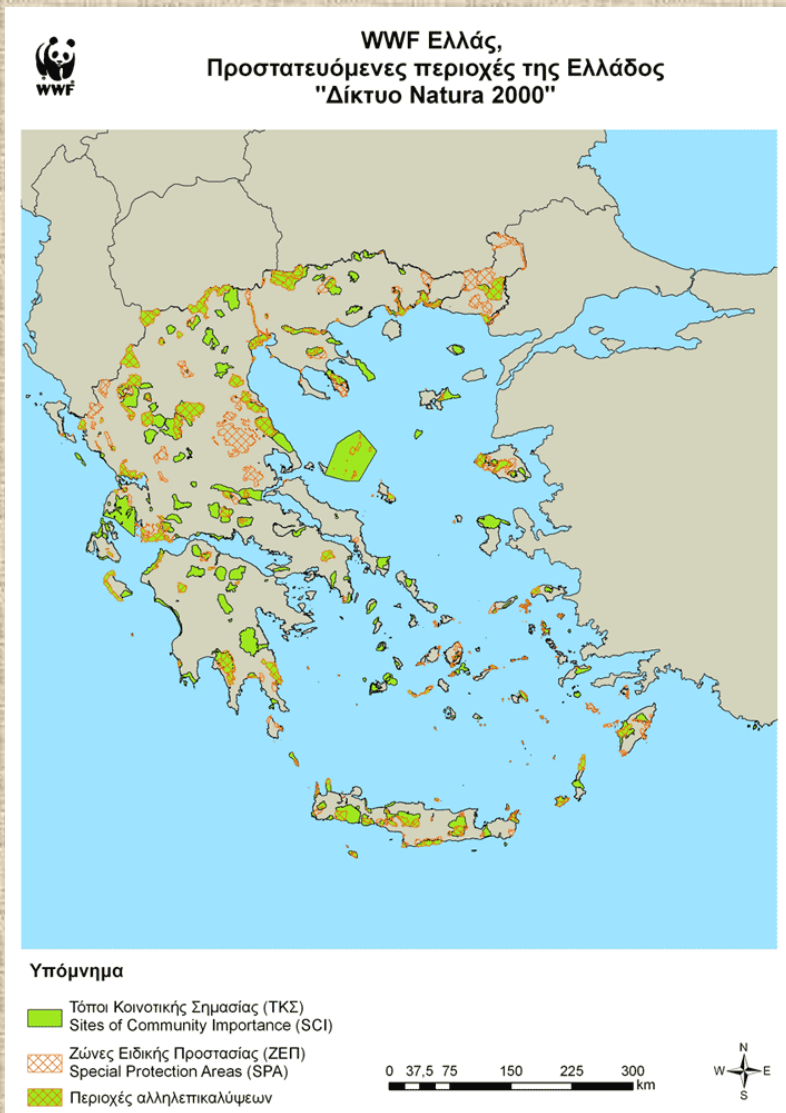 WWF Ελλάς,
Προστατευόμενες περιοχές της Ελλάδος
"Δίκτυο Natura 2000"
WWF
Υπόμνημα
Τόποι Κοινοτικής Σημασίας (ΤΚΣ)
Sites of Community Importance (SCI)
Ζώνες Ειδικής Προστασίας (ΖΕΠ)
Special Protection Areas (SPA)
Περιοχές αλληλεπικαλύψεων
0 37,5 75 150 225 300
km
N
W E
S